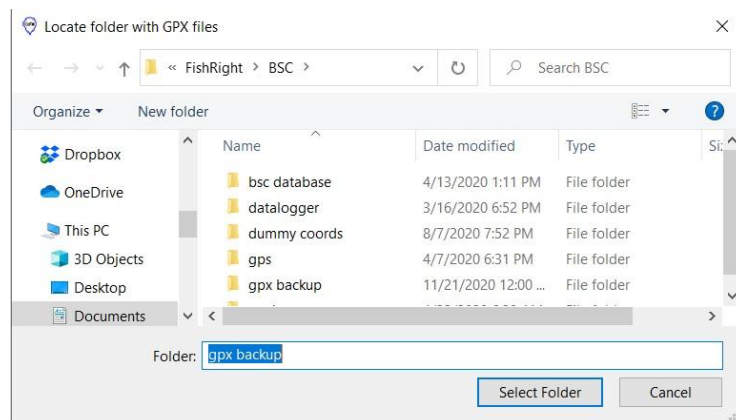 Locate folder with GPX files
« FishRight > BSC >
Search BSC
Organize
New folder
Name Date modified Type Si
Dropbox
OneDrive
This PC
3D Objects
Desktop
Documents
bsc database 4/13/2020 1:11 PM File folder
datalogger 3/16/2020 6:52 PM File folder
dummy coords 8/7/2020 7:52 PM File folder
gps 4/7/2020 6:31 PM File folder
gpx backup 11/21/2020 12:00 ... File folder
Folder: gpx backup
Select Folder Cancel